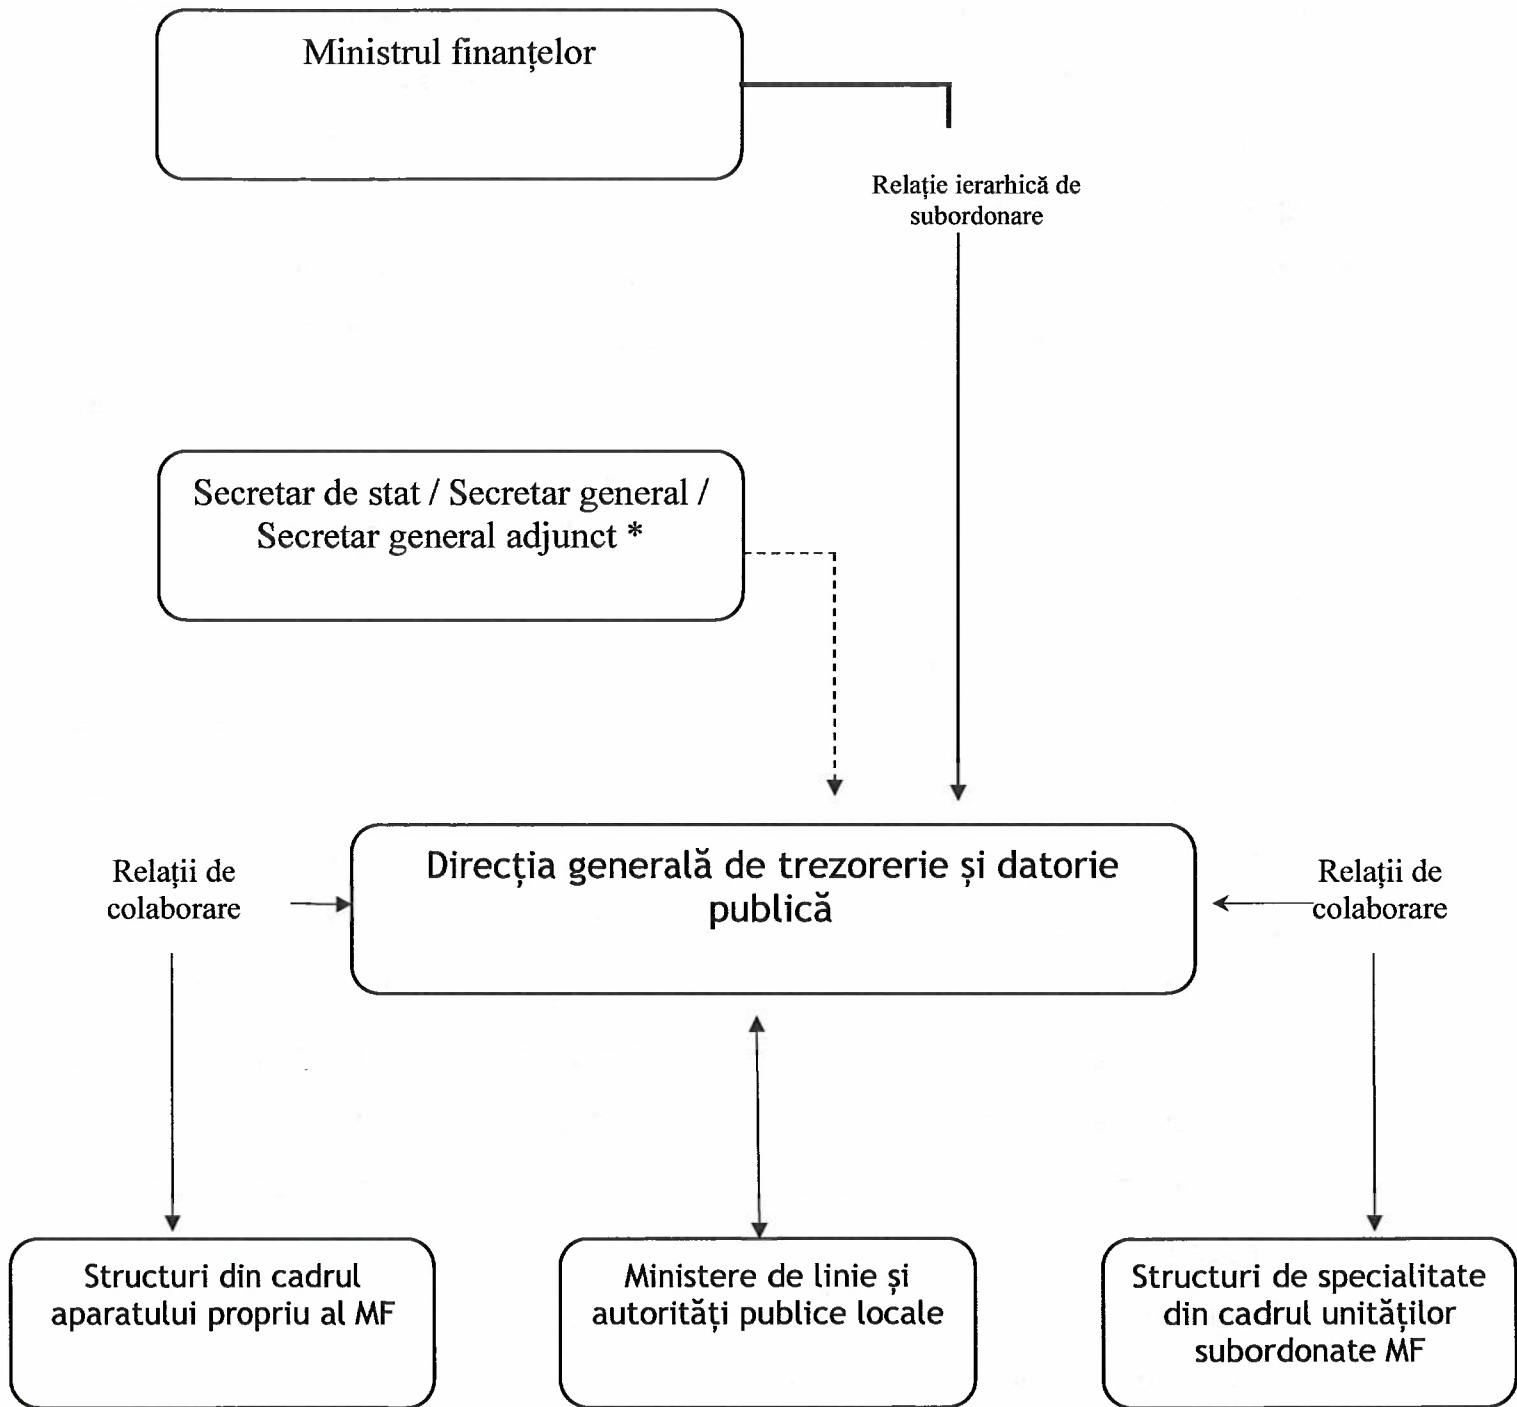 Ministrul finanțelor
Relație ierarhică de
subordonare
Secretar de stat / Secretar general /
Secretar general adjunct *
Direcția generală de trezorerie și datorie
publică
Relații de
colaborare
Relații de
colaborare
Structuri din cadrul
aparatului propriu al MF
Ministere de linie și
autorități publice locale
Structuri de specialitate
din cadrul unităților
subordonate MF